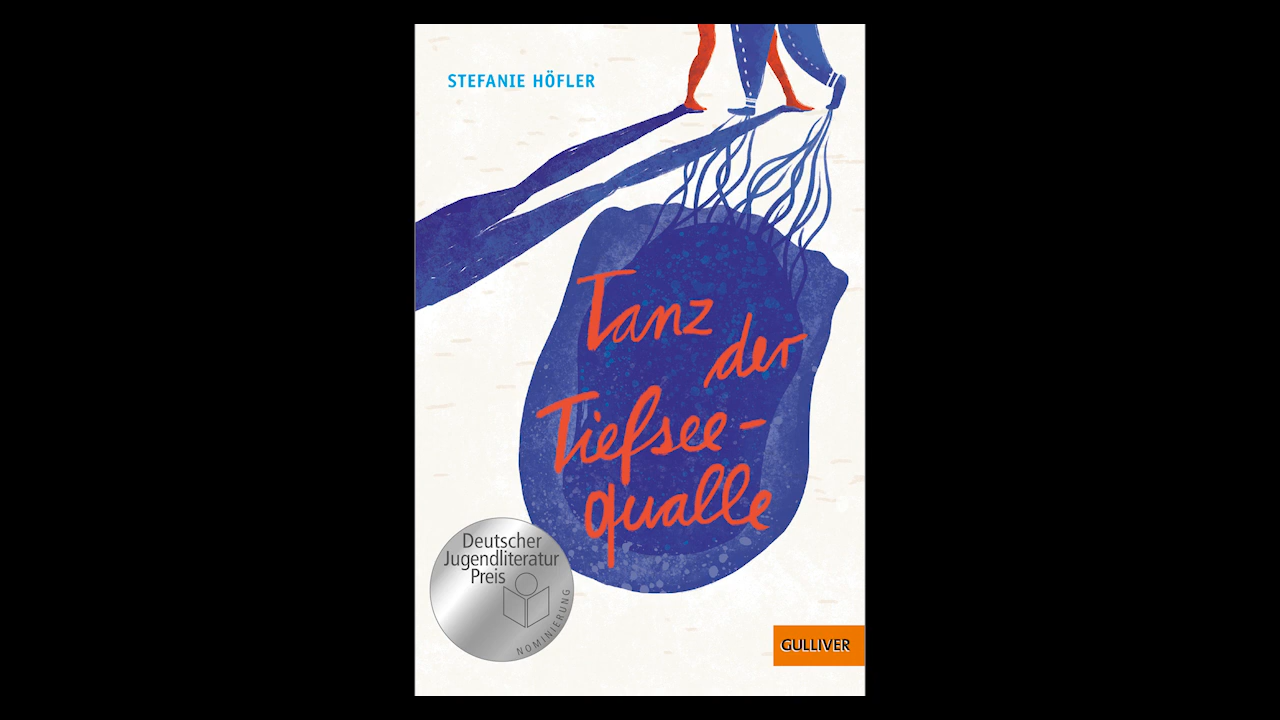 STEFANIE HÖFLER
Tanz
der
Tiefsee-
qualle
Deutscher
Jugendliteratur
Preis
NOMINIERUNG
GULLIVER